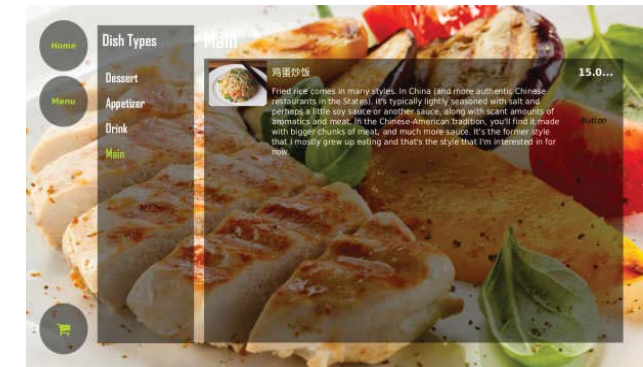 Home
Menu
Dish Types
Dessert
Appetizer
Drink
Main
Main
鸡蛋炒饭
15.0...
Fried rice comes in many styles. In China (and more authentic Chinese
restaurants in the States), it's typically lightly seasoned with salt and
perhaps a little soy sauce or another sauce, along with scant amounts of
aromatics and meat. In the Chinese-American tradition, you'll find it made
with bigger chunks of meat, and much more sauce. It's the former style
that I mostly grew up eating and that's the style that I'm interested in for
now.
Button